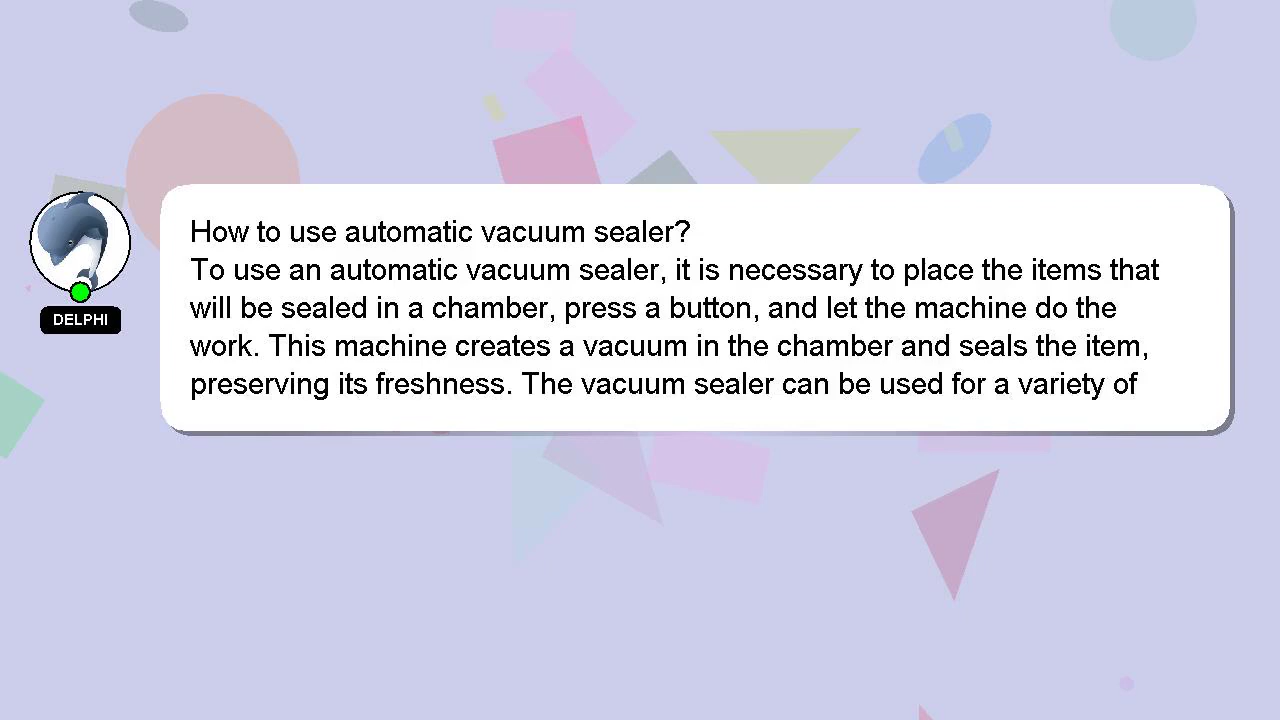 How to use automatic vacuum sealer?
To use an automatic vacuum sealer, it is necessary to place the items that
will be sealed in a chamber, press a button, and let the machine do the
work. This machine creates a vacuum in the chamber and seals the item,
preserving its freshness. The vacuum sealer can be used for a variety of
DELPHI